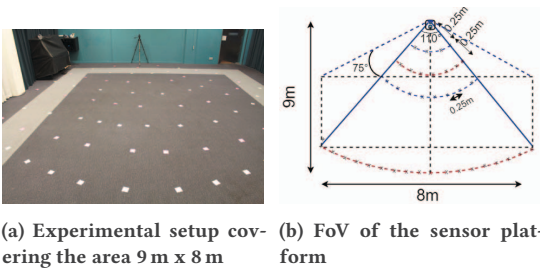 0.25m
0.25m
110°
75°
0.25m
9m
8m
(a) Experimental setup cov-
ering the area 9 m x 8 m
(b) FoV of the sensor plat-
form